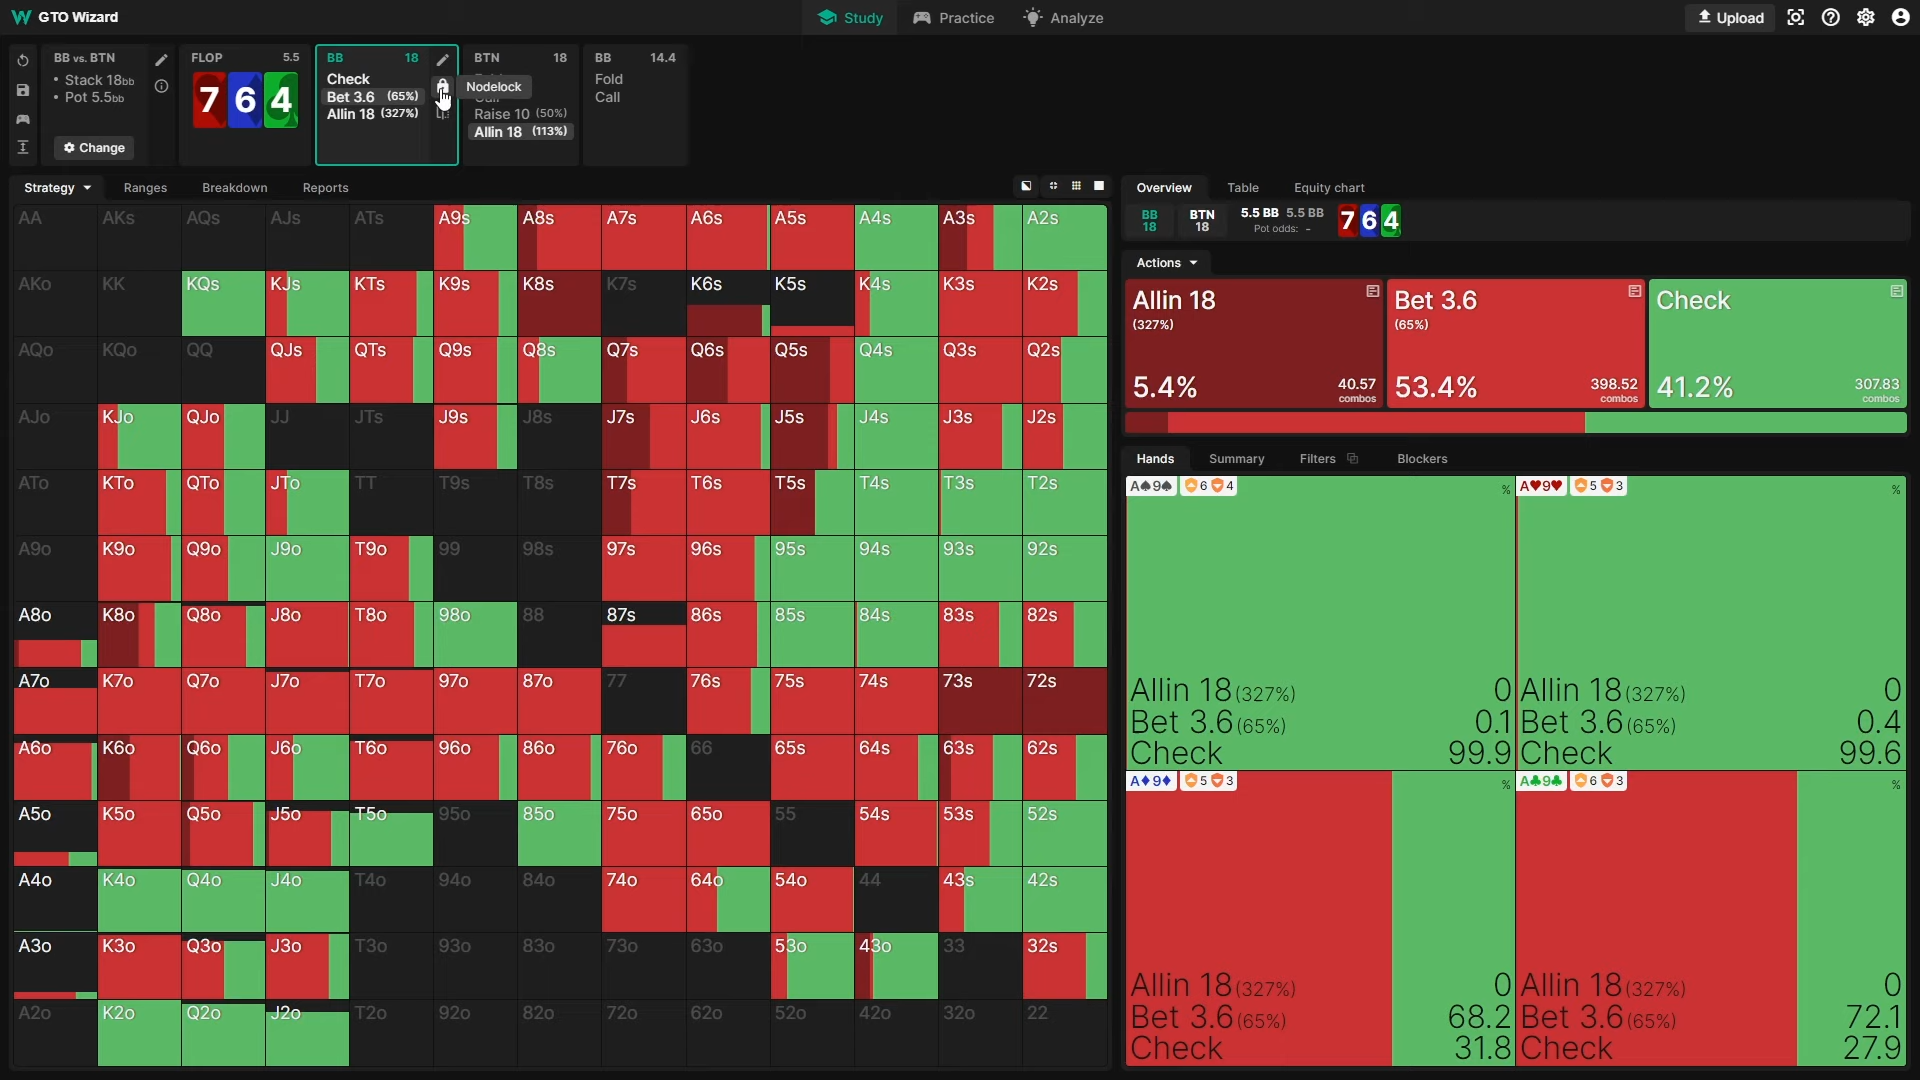 GTO Wizard
Study
Practice
Analyze
Upload
BB vs. BTN
• Stack 18bb
• Pot 5.5bb
Change
FLOP 5.5
7 6 4
BB 18
Check
Bet 3.6 (65%)
Allin 18 (327%)
Nodelock
BTN 18
Call
Raise 10 (50%)
Allin 18 (113%)
BB 14.4
Fold
Call
Strategy Ranges Breakdown Reports
AA AKs AQs AJs ATs A9s A8s A7s A6s A5s A4s A3s A2s
AKo KK KQs KJs KTs K9s K8s K7s K6s K5s K4s K3s K2s
AQo KQo QQ QJs QTs Q9s Q8s Q7s Q6s Q5s Q4s Q3s Q2s
AJo KJo QJo JJ JTs J9s J8s J7s J6s J5s J4s J3s J2s
ATo KTo QTo JTo TT T9s T8s T7s T6s T5s T4s T3s T2s
A9o K9o Q9o J9o T9o 99 98s 97s 96s 95s 94s 93s 92s
A8o K8o Q8o J8o T8o 98o 88 87s 86s 85s 84s 83s 82s
A7o K7o Q7o J7o T7o 97o 87o 77 76s 75s 74s 73s 72s
A6o K6o Q6o J6o T6o 96o 86o 76o 66 65s 64s 63s 62s
A5o K5o Q5o J5o T5o 95o 85o 75o 65o 55 54s 53s 52s
A4o K4o Q4o J4o T4o 94o 84o 74o 64o 54o 44 43s 42s
A3o K3o Q3o J3o T3o 93o 83o 73o 63o 53o 43o 33 32s
A2o K2o Q2o J2o T2o 92o 82o 72o 62o 52o 42o 32o 22
Overview Table Equity chart
BB 18
BTN 18
5.5 BB 5.5 BB
Pot odds: -
7 6 4
Actions
Allin 18
(327%)
5.4%
40.57
combos
Bet 3.6
(65%)
53.4%
398.52
combos
Check
41.2%
307.83
combos
Hands Summary Filters Blockers
A♠9♠ 6 4 %
Allin 18 (327%) 0
Bet 3.6 (65%) 0.1
Check 99.9
A♥9♥ 5 3 %
Allin 18 (327%) 0
Bet 3.6 (65%) 0.4
Check 99.6
A♦9♦ 5 3 %
Allin 18 (327%) 0
Bet 3.6 (65%) 68.2
Check 31.8
A♣9♣ 6 3 %
Allin 18 (327%) 0
Bet 3.6 (65%) 72.1
Check 27.9